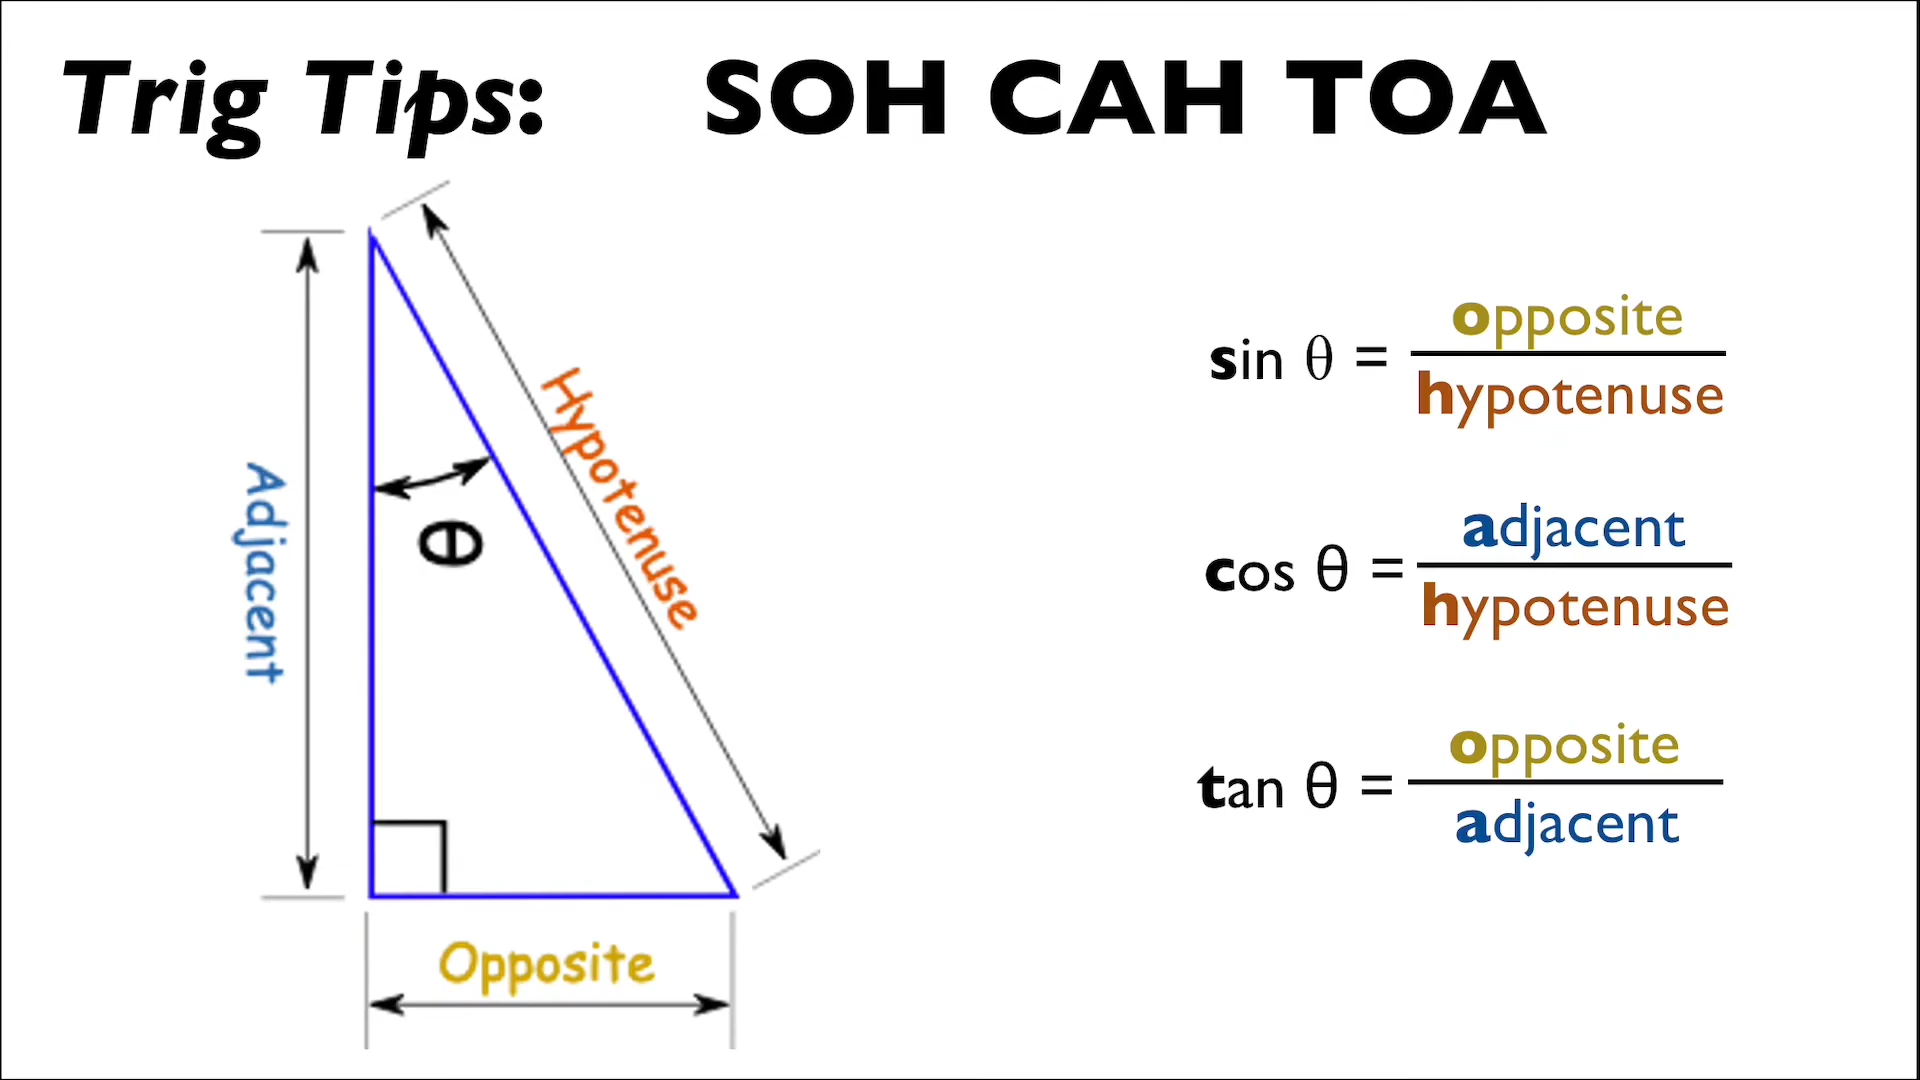 Trig Tips: SOH CAH TOA
Adjacent
θ
Hypotenuse
Opposite
sin θ = opposite
hypotenuse
cos θ = adjacent
hypotenuse
tan θ = opposite
adjacent